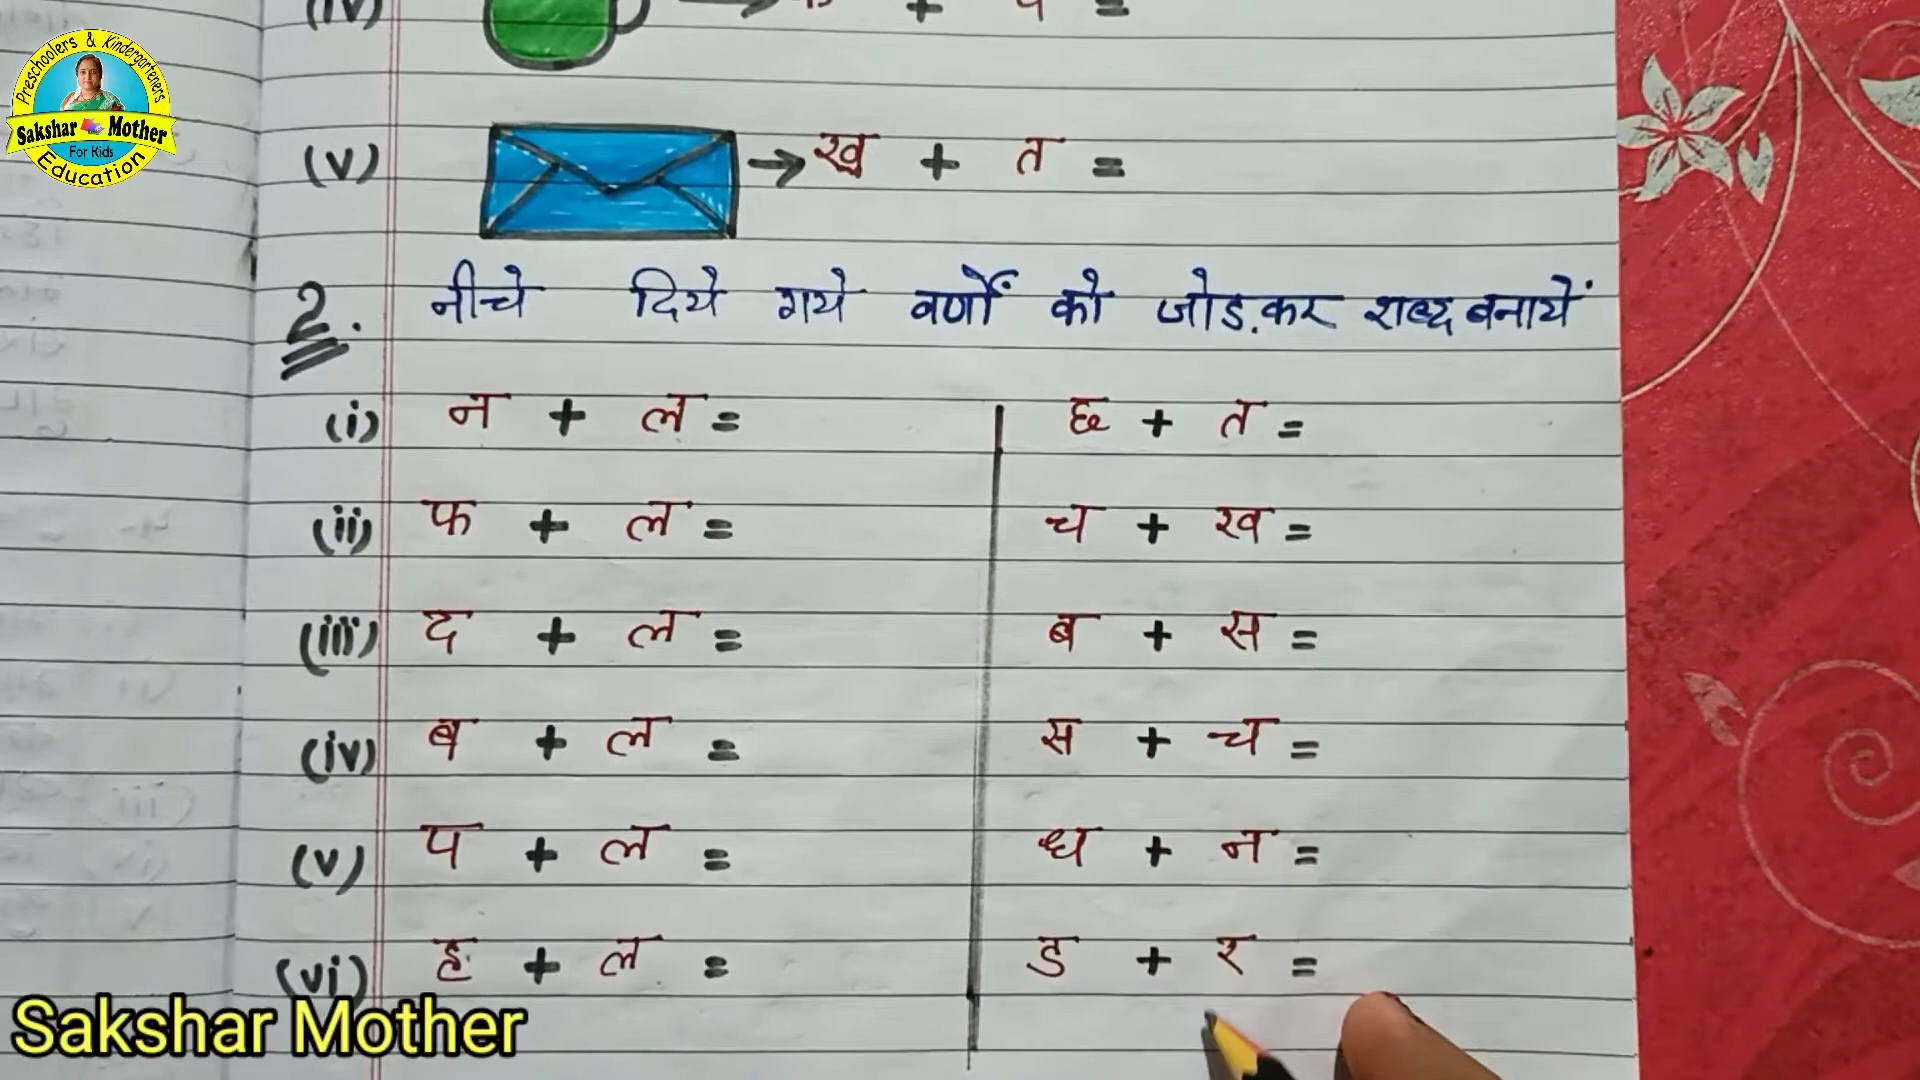 (iv) + =
Preschoolers & Kindergarteners
Sakshar Mother
For Kids
Education
(v) ख + त =
2. नीचे दिये गये वर्णों को जोड़कर शब्द बनायें
(i) न + ल = छ + त =
(ii) फ + ल = च + ख =
(iii) द + ल = ब + स =
(iv) ब + ल = स + च =
(v) प + ल = ध + न =
(vi) ह + ल = ड + र =
Sakshar Mother